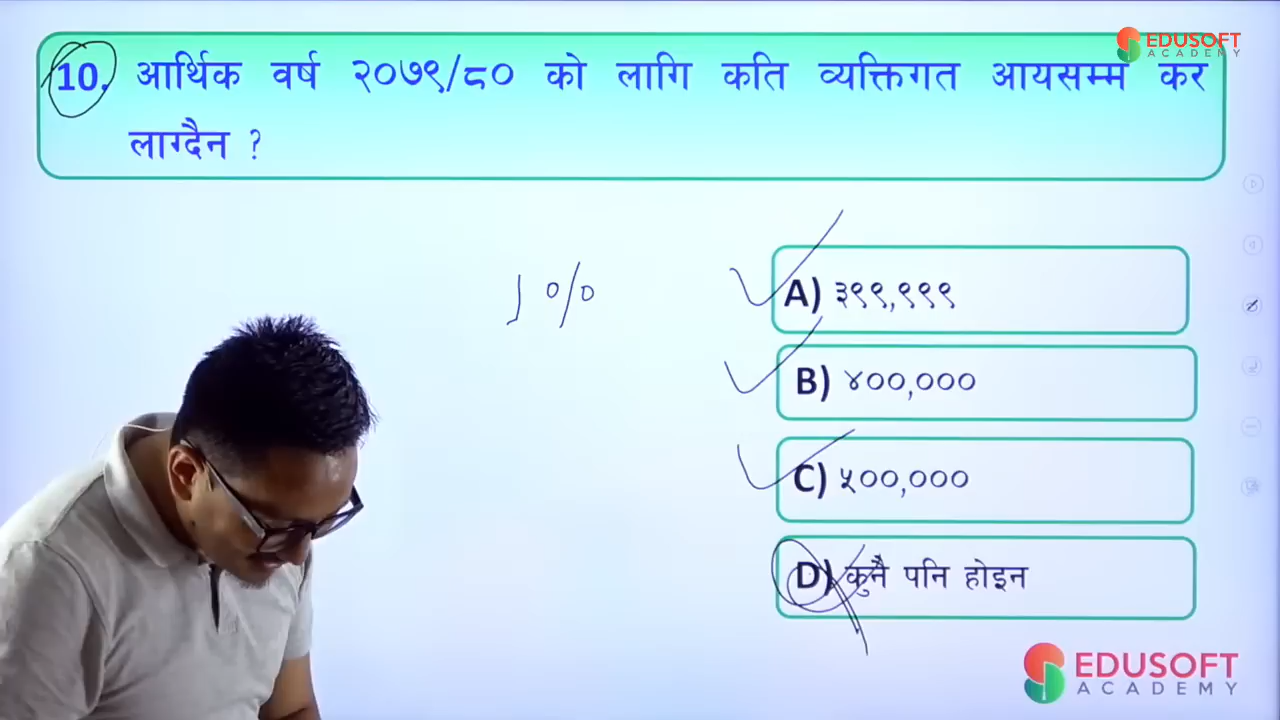 EDUSOFT
ACADEMY
10. आर्थिक वर्ष २०७९/८० को लागि कति व्यक्तिगत आयसम्म कर
लाग्दैन ?
१%
A) ३९९,९९९
B) ४००,०००
C) ५००,०००
D) कुनै पनि होइन
EDUSOFT
ACADEMY